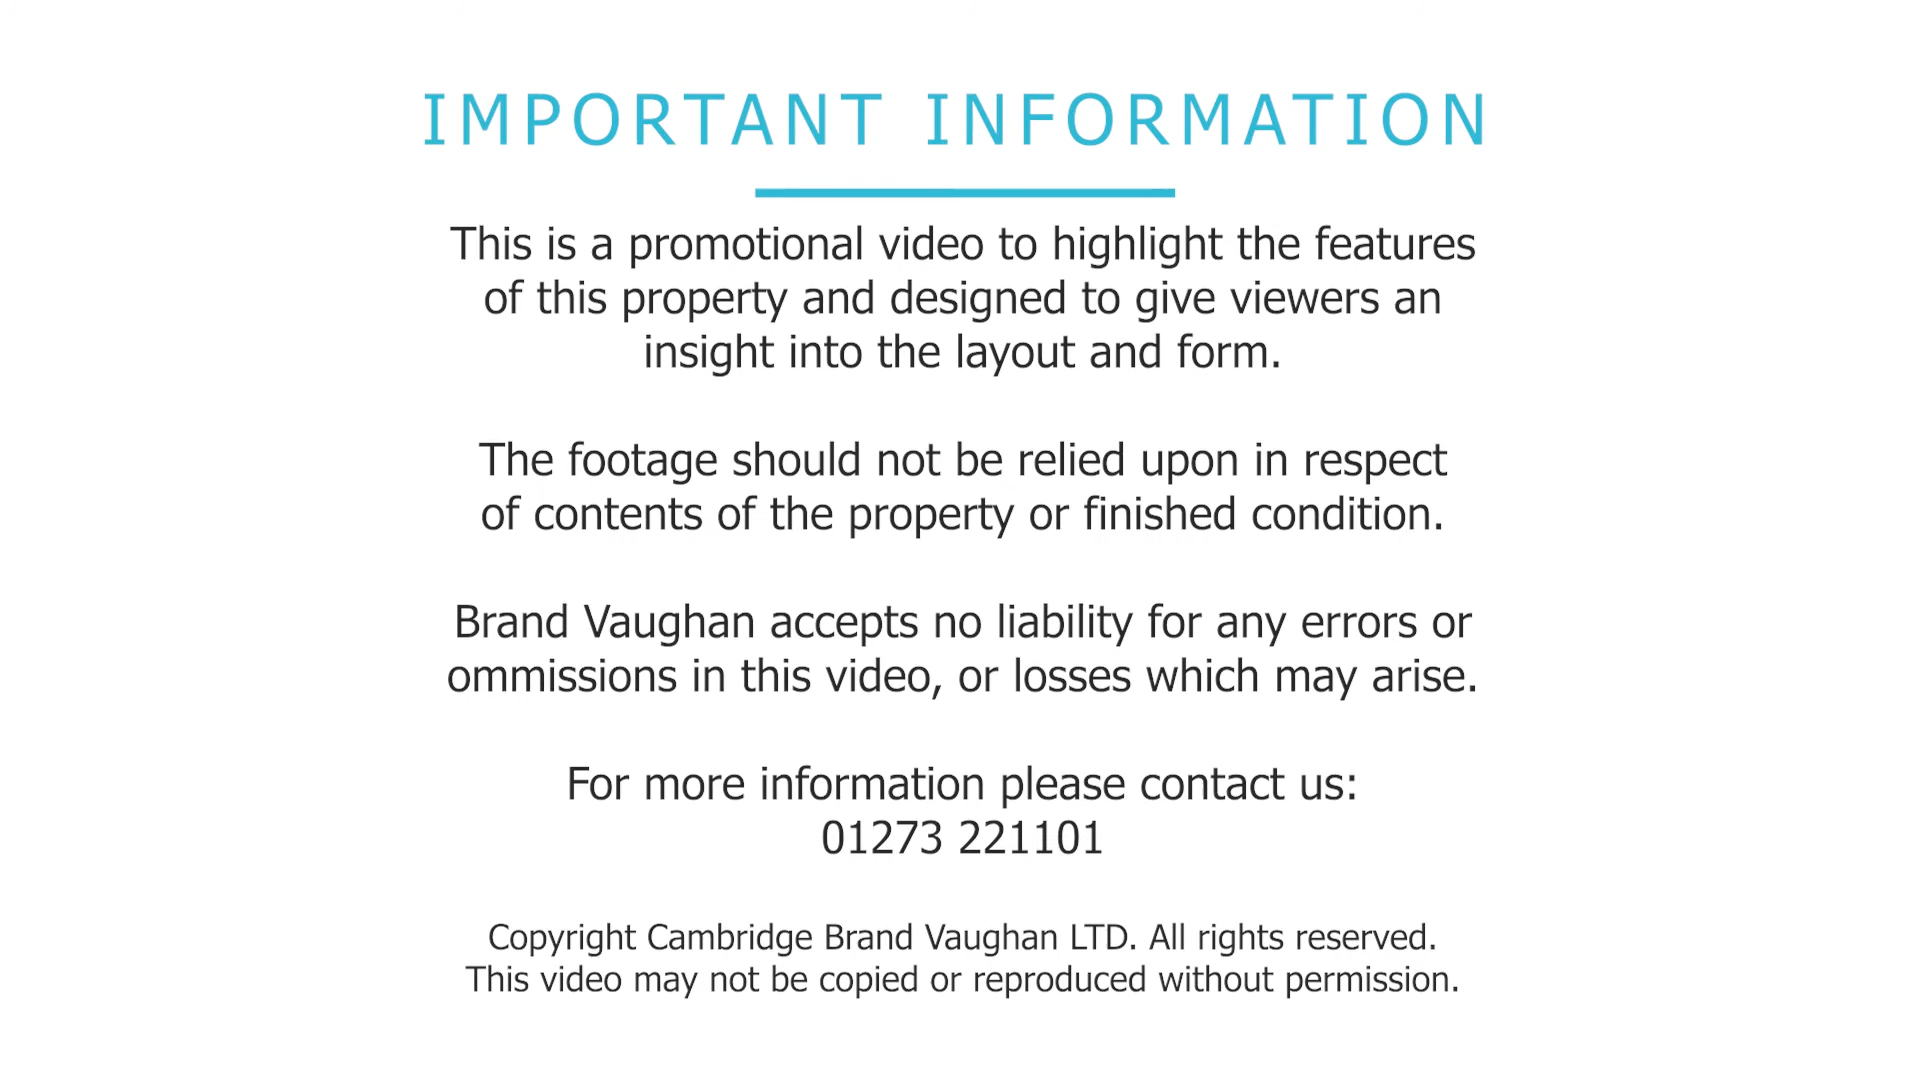 IMPORTANT INFORMATION
This is a promotional video to highlight the features
of this property and designed to give viewers an
insight into the layout and form.
The footage should not be relied upon in respect
of contents of the property or finished condition.
Brand Vaughan accepts no liability for any errors or
ommissions in this video, or losses which may arise.
For more information please contact us:
01273 221101
Copyright Cambridge Brand Vaughan LTD. All rights reserved.
This video may not be copied or reproduced without permission.